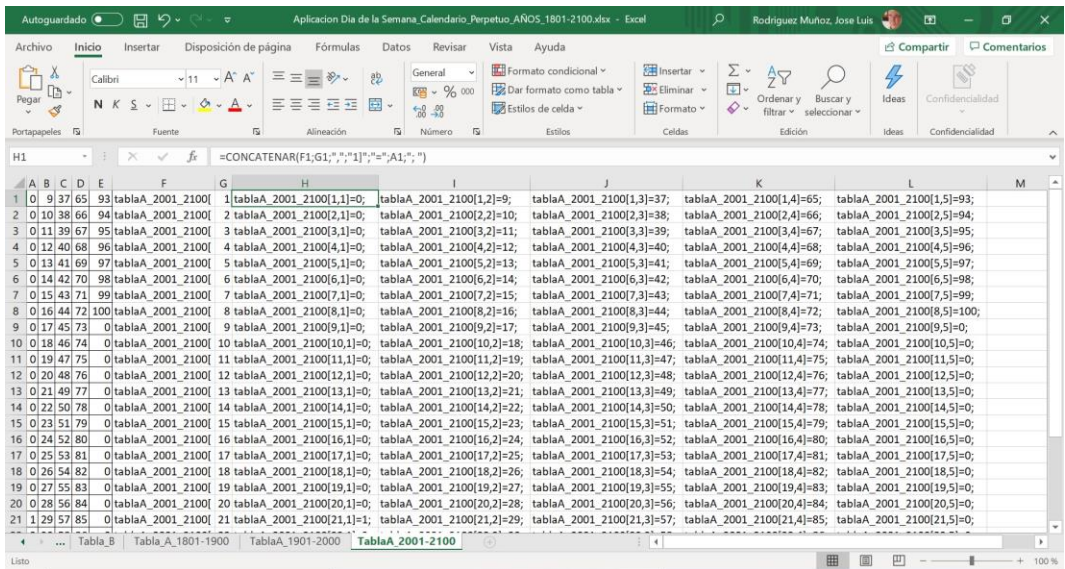 Autoguardado
Aplicacion Dia de la Semana_Calendario_Perpetuo_AÑOS_1801-2100.xlsx - Excel
Rodriguez Muñoz, Jose Luis
Archivo Inicio Insertar Disposición de página Fórmulas Datos Revisar Vista Ayuda Compartir Comentarios
Pegar
Calibri 11 A A
N K S
General
% 000
Formato condicional
Dar formato como tabla
Estilos de celda
Insertar
Eliminar
Formato
Ordenar y filtrar
Buscar y seleccionar
Ideas
Confidencialidad
Portapapeles Fuente Alineación Número Estilos Celdas Edición Ideas Confidencialidad
H1 fx =CONCATENAR(F1;G1;",";"1]";"=";A1;"; ")
A B C D E F G H I J K L M
1 0 9 37 65 93 tablaA_2001_2100[ 1 tablaA_2001_2100[1,1]=0; tablaA_2001_2100[1,2]=9; tablaA_2001_2100[1,3]=37; tablaA_2001_2100[1,4]=65; tablaA_2001_2100[1,5]=93;
2 0 10 38 66 94 tablaA_2001_2100[ 2 tablaA_2001_2100[2,1]=0; tablaA_2001_2100[2,2]=10; tablaA_2001_2100[2,3]=38; tablaA_2001_2100[2,4]=66; tablaA_2001_2100[2,5]=94;
3 0 11 39 67 95 tablaA_2001_2100[ 3 tablaA_2001_2100[3,1]=0; tablaA_2001_2100[3,2]=11; tablaA_2001_2100[3,3]=39; tablaA_2001_2100[3,4]=67; tablaA_2001_2100[3,5]=95;
4 0 12 40 68 96 tablaA_2001_2100[ 4 tablaA_2001_2100[4,1]=0; tablaA_2001_2100[4,2]=12; tablaA_2001_2100[4,3]=40; tablaA_2001_2100[4,4]=68; tablaA_2001_2100[4,5]=96;
5 0 13 41 69 97 tablaA_2001_2100[ 5 tablaA_2001_2100[5,1]=0; tablaA_2001_2100[5,2]=13; tablaA_2001_2100[5,3]=41; tablaA_2001_2100[5,4]=69; tablaA_2001_2100[5,5]=97;
6 0 14 42 70 98 tablaA_2001_2100[ 6 tablaA_2001_2100[6,1]=0; tablaA_2001_2100[6,2]=14; tablaA_2001_2100[6,3]=42; tablaA_2001_2100[6,4]=70; tablaA_2001_2100[6,5]=98;
7 0 15 43 71 99 tablaA_2001_2100[ 7 tablaA_2001_2100[7,1]=0; tablaA_2001_2100[7,2]=15; tablaA_2001_2100[7,3]=43; tablaA_2001_2100[7,4]=71; tablaA_2001_2100[7,5]=99;
8 0 16 44 72 100 tablaA_2001_2100[ 8 tablaA_2001_2100[8,1]=0; tablaA_2001_2100[8,2]=16; tablaA_2001_2100[8,3]=44; tablaA_2001_2100[8,4]=72; tablaA_2001_2100[8,5]=100;
9 0 17 45 73 0 tablaA_2001_2100[ 9 tablaA_2001_2100[9,1]=0; tablaA_2001_2100[9,2]=17; tablaA_2001_2100[9,3]=45; tablaA_2001_2100[9,4]=73; tablaA_2001_2100[9,5]=0;
10 0 18 46 74 0 tablaA_2001_2100[ 10 tablaA_2001_2100[10,1]=0; tablaA_2001_2100[10,2]=18; tablaA_2001_2100[10,3]=46; tablaA_2001_2100[10,4]=74; tablaA_2001_2100[10,5]=0;
11 0 19 47 75 0 tablaA_2001_2100[ 11 tablaA_2001_2100[11,1]=0; tablaA_2001_2100[11,2]=19; tablaA_2001_2100[11,3]=47; tablaA_2001_2100[11,4]=75; tablaA_2001_2100[11,5]=0;
12 0 20 48 76 0 tablaA_2001_2100[ 12 tablaA_2001_2100[12,1]=0; tablaA_2001_2100[12,2]=20; tablaA_2001_2100[12,3]=48; tablaA_2001_2100[12,4]=76; tablaA_2001_2100[12,5]=0;
13 0 21 49 77 0 tablaA_2001_2100[ 13 tablaA_2001_2100[13,1]=0; tablaA_2001_2100[13,2]=21; tablaA_2001_2100[13,3]=49; tablaA_2001_2100[13,4]=77; tablaA_2001_2100[13,5]=0;
14 0 22 50 78 0 tablaA_2001_2100[ 14 tablaA_2001_2100[14,1]=0; tablaA_2001_2100[14,2]=22; tablaA_2001_2100[14,3]=50; tablaA_2001_2100[14,4]=78; tablaA_2001_2100[14,5]=0;
15 0 23 51 79 0 tablaA_2001_2100[ 15 tablaA_2001_2100[15,1]=0; tablaA_2001_2100[15,2]=23; tablaA_2001_2100[15,3]=51; tablaA_2001_2100[15,4]=79; tablaA_2001_2100[15,5]=0;
16 0 24 52 80 0 tablaA_2001_2100[ 16 tablaA_2001_2100[16,1]=0; tablaA_2001_2100[16,2]=24; tablaA_2001_2100[16,3]=52; tablaA_2001_2100[16,4]=80; tablaA_2001_2100[16,5]=0;
17 0 25 53 81 0 tablaA_2001_2100[ 17 tablaA_2001_2100[17,1]=0; tablaA_2001_2100[17,2]=25; tablaA_2001_2100[17,3]=53; tablaA_2001_2100[17,4]=81; tablaA_2001_2100[17,5]=0;
18 0 26 54 82 0 tablaA_2001_2100[ 18 tablaA_2001_2100[18,1]=0; tablaA_2001_2100[18,2]=26; tablaA_2001_2100[18,3]=54; tablaA_2001_2100[18,4]=82; tablaA_2001_2100[18,5]=0;
19 0 27 55 83 0 tablaA_2001_2100[ 19 tablaA_2001_2100[19,1]=0; tablaA_2001_2100[19,2]=27; tablaA_2001_2100[19,3]=55; tablaA_2001_2100[19,4]=83; tablaA_2001_2100[19,5]=0;
20 0 28 56 84 0 tablaA_2001_2100[ 20 tablaA_2001_2100[20,1]=0; tablaA_2001_2100[20,2]=28; tablaA_2001_2100[20,3]=56; tablaA_2001_2100[20,4]=84; tablaA_2001_2100[20,5]=0;
21 1 29 57 85 0 tablaA_2001_2100[ 21 tablaA_2001_2100[21,1]=1; tablaA_2001_2100[21,2]=29; tablaA_2001_2100[21,3]=57; tablaA_2001_2100[21,4]=85; tablaA_2001_2100[21,5]=0;
... Tabla_B Tabla_A_1801-1900 TablaA_1901-2000 TablaA_2001-2100
Listo 100 %